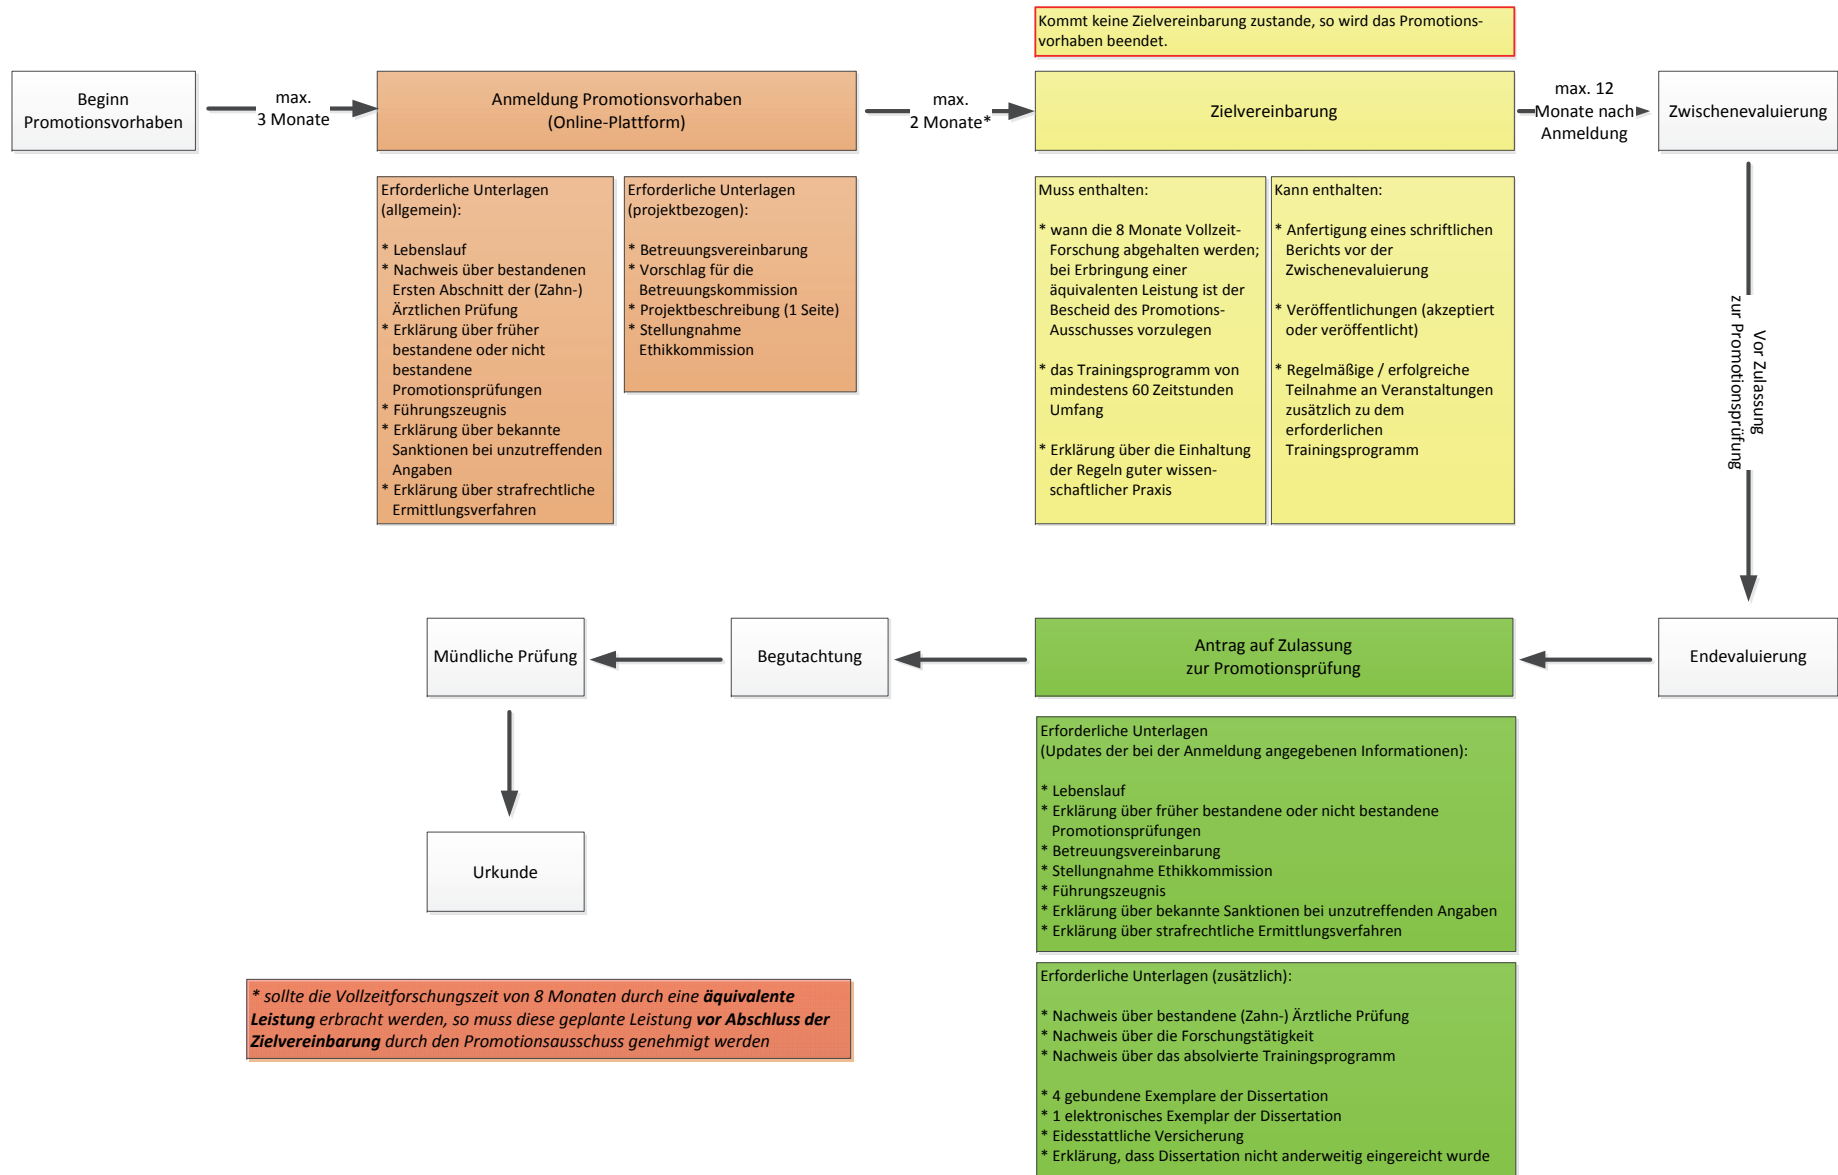 Kommt keine Zielvereinbarung zustande, so wird das Promotions-
vorhaben beendet.
Beginn
Promotionsvorhaben
max.
3 Monate
Anmeldung Promotionsvorhaben
(Online-Plattform)
max.
2 Monate*
Zielvereinbarung
max. 12
Monate nach
Anmeldung
Zwischenevaluierung
Erforderliche Unterlagen
(allgemein):
* Lebenslauf
* Nachweis über bestandenen
Ersten Abschnitt der (Zahn-)
Ärztlichen Prüfung
* Erklärung über früher
bestandene oder nicht
bestandene
Promotionsprüfungen
* Führungszeugnis
* Erklärung über bekannte
Sanktionen bei unzutreffenden
Angaben
* Erklärung über strafrechtliche
Ermittlungsverfahren
Erforderliche Unterlagen
(projektbezogen):
* Betreuungsvereinbarung
* Vorschlag für die
Betreuungskommission
* Projektbeschreibung (1 Seite)
* Stellungnahme
Ethikkommission
Muss enthalten:
* wann die 8 Monate Vollzeit-
Forschung abgehalten werden;
bei Erbringung einer
äquivalenten Leistung ist der
Bescheid des Promotions-
Ausschusses vorzulegen
* das Trainingsprogramm von
mindestens 60 Zeitstunden
Umfang
* Erklärung über die Einhaltung
der Regeln guter wissen-
schaftlicher Praxis
Kann enthalten:
* Anfertigung eines schriftlichen
Berichts vor der
Zwischenevaluierung
* Veröffentlichungen (akzeptiert
oder veröffentlicht)
* Regelmäßige / erfolgreiche
Teilnahme an Veranstaltungen
zusätzlich zu dem
erforderlichen
Trainingsprogramm
Vor Zulassung
zur Promotionsprüfung
Mündliche Prüfung
Begutachtung
Antrag auf Zulassung
zur Promotionsprüfung
Endevaluierung
Erforderliche Unterlagen
(Updates der bei der Anmeldung angegebenen Informationen):
* Lebenslauf
* Erklärung über früher bestandene oder nicht bestandene
Promotionsprüfungen
* Betreuungsvereinbarung
* Stellungnahme Ethikkommission
* Führungszeugnis
* Erklärung über bekannte Sanktionen bei unzutreffenden Angaben
* Erklärung über strafrechtliche Ermittlungsverfahren
Urkunde
* sollte die Vollzeitforschungszeit von 8 Monaten durch eine äquivalente
Leistung erbracht werden, so muss diese geplante Leistung vor Abschluss der
Zielvereinbarung durch den Promotionsausschuss genehmigt werden
Erforderliche Unterlagen (zusätzlich):
* Nachweis über bestandene (Zahn-) Ärztliche Prüfung
* Nachweis über die Forschungstätigkeit
* Nachweis über das absolvierte Trainingsprogramm
* 4 gebundene Exemplare der Dissertation
* 1 elektronisches Exemplar der Dissertation
* Eidesstattliche Versicherung
* Erklärung, dass Dissertation nicht anderweitig eingereicht wurde